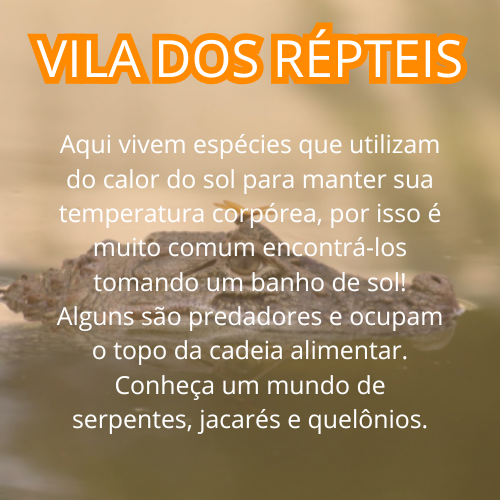 VILA DOS RÉPTEIS
Aqui vivem espécies que utilizam
do calor do sol para manter sua
temperatura corpórea, por isso é
muito comum encontrá-los
tomando um banho de sol!
Alguns são predadores e ocupam
o topo da cadeia alimentar.
Conheça um mundo de
serpentes, jacarés e quelônios.